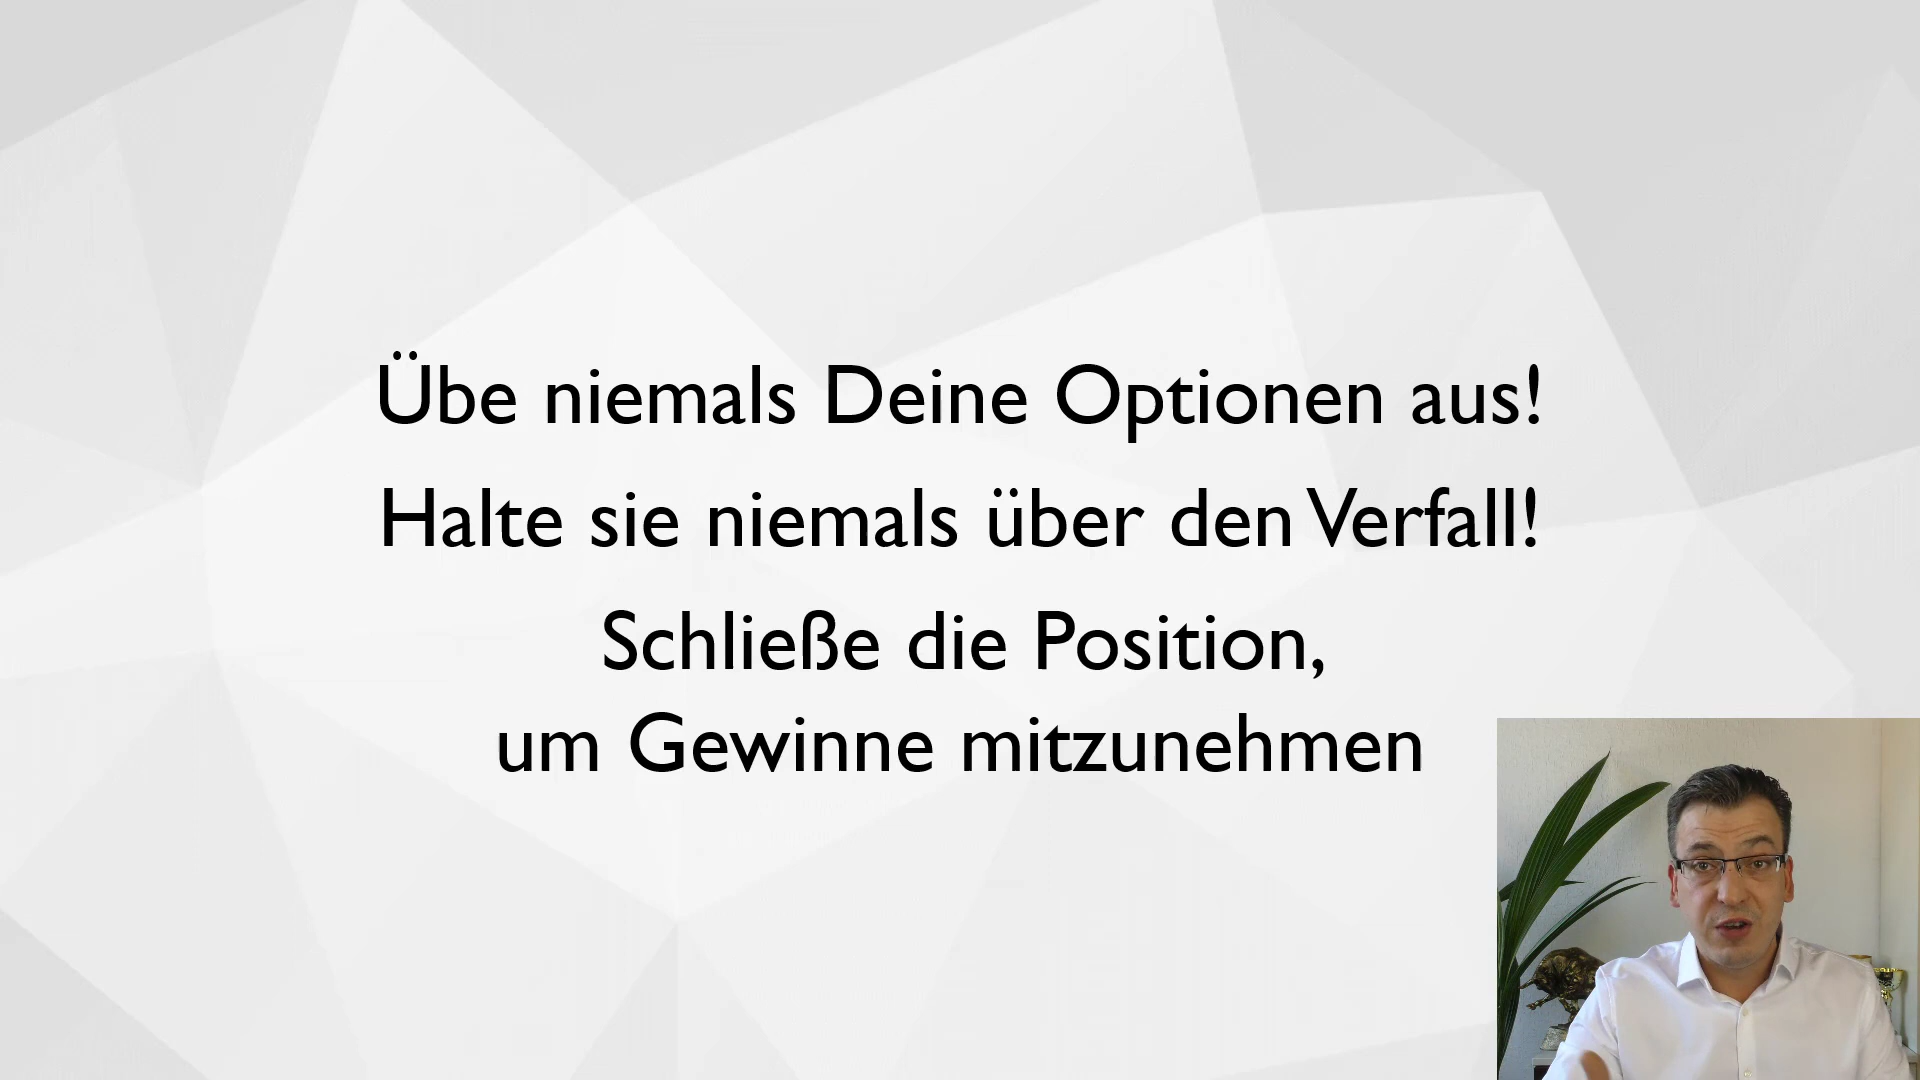 Übe niemals Deine Optionen aus!
Halte sie niemals über den Verfall!
Schließe die Position,
um Gewinne mitzunehmen